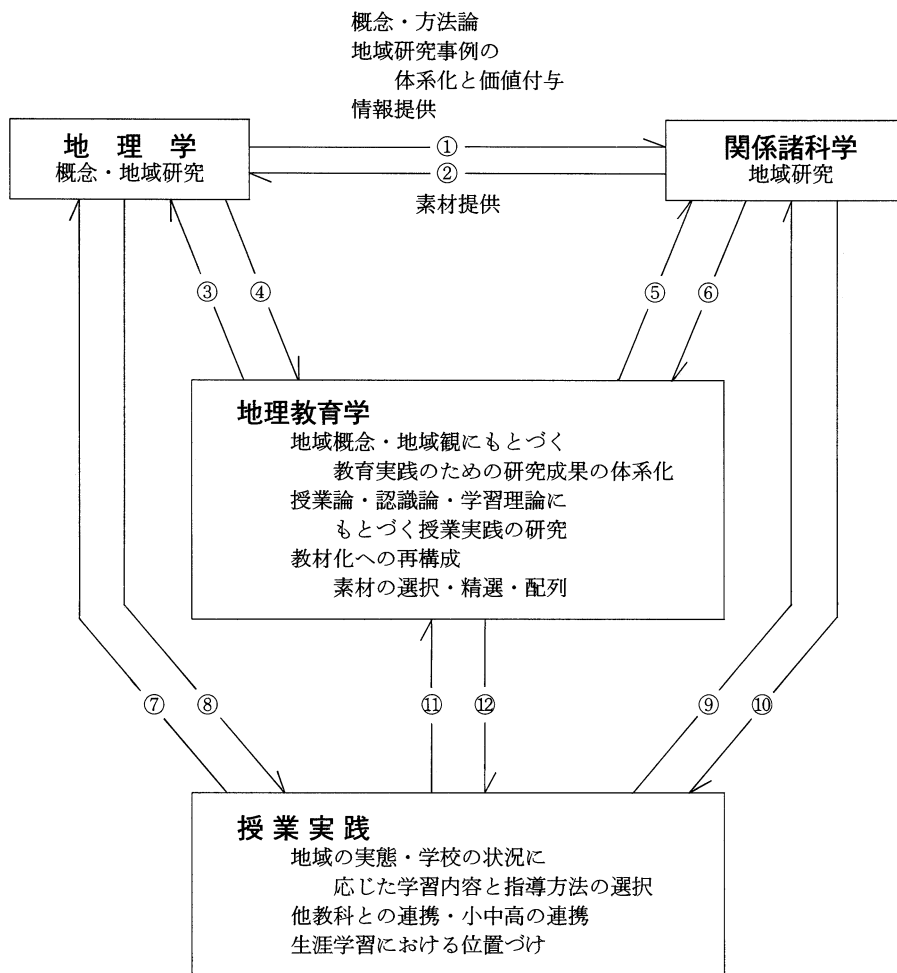 概念・方法論
地域研究事例の
体系化と価値付与
情報提供
地理学
概念・地域研究
①
②
素材提供
関係諸科学
地域研究
③
④
⑤
⑥
地理教育学
地域概念・地域観にもとづく
教育実践のための研究成果の体系化
授業論・認識論・学習理論に
もとづく授業実践の研究
教材化への再構成
素材の選択・精選・配列
⑦
⑧
⑪
⑫
⑨
⑩
授業実践
地域の実態・学校の状況に
応じた学習内容と指導方法の選択
他教科との連携・小中高の連携
生涯学習における位置づけ